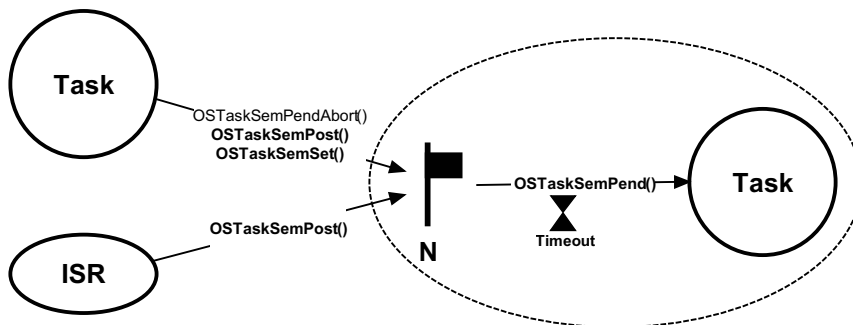 Task
OSTaskSemPendAbort()
OSTaskSemPost()
OSTaskSemSet()
OSTaskSemPend()
Task
Timeout
OSTaskSemPost()
N
ISR